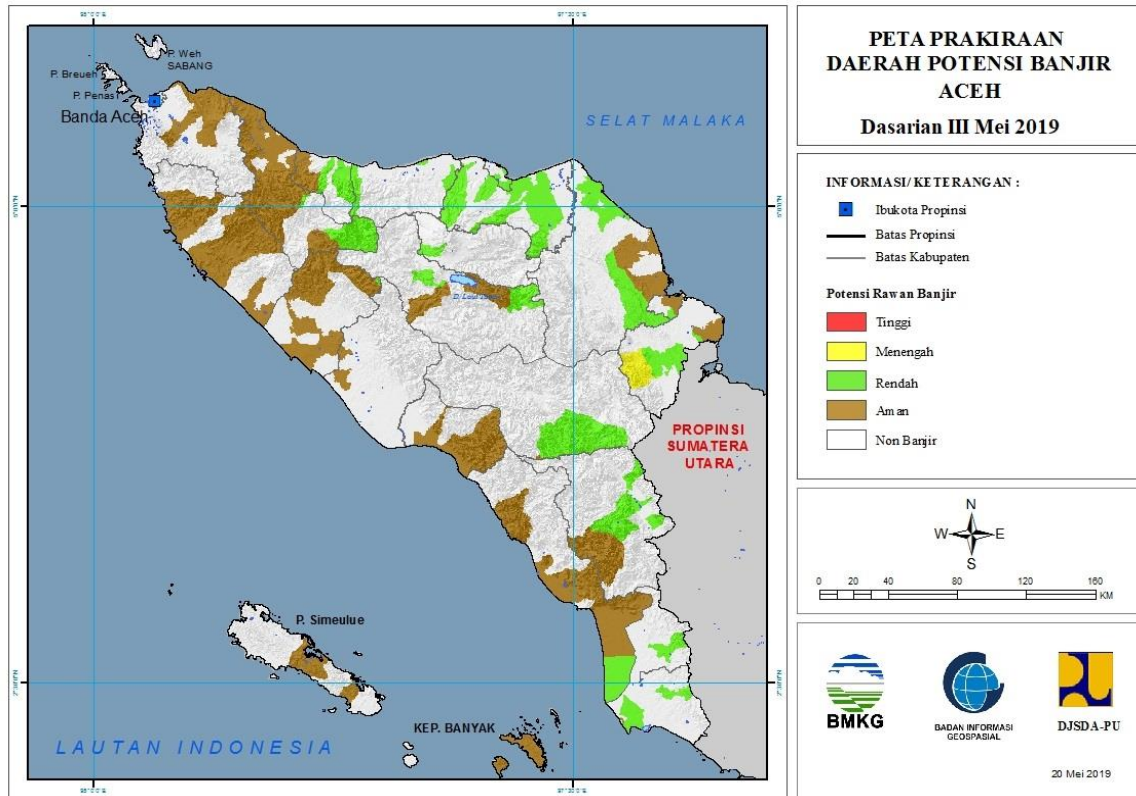 PETA PRAKIRAAN
DAERAH POTENSI BANJIR
ACEH
Dasarian III Mei 2019
INFORMASI/KETERANGAN :
Ibukota Propinsi
Batas Propinsi
Batas Kabupaten
Potensi Rawan Banjir
Tinggi
Menengah
Rendah
Aman
Non Banjir
N
W E
S
0 20 40 80 120 160
KM
BMKG
BADAN INFORMASI
GEOSPASIAL
DJSDA-PU
20 Mei 2019
P. Weh
SABANG
P. Breueh
P. Penasi
Banda Aceh
SELAT MALAKA
PROPINSI
SUMATERA
UTARA
P. Simeulue
KEP. BANYAK
LAUTAN INDONESIA